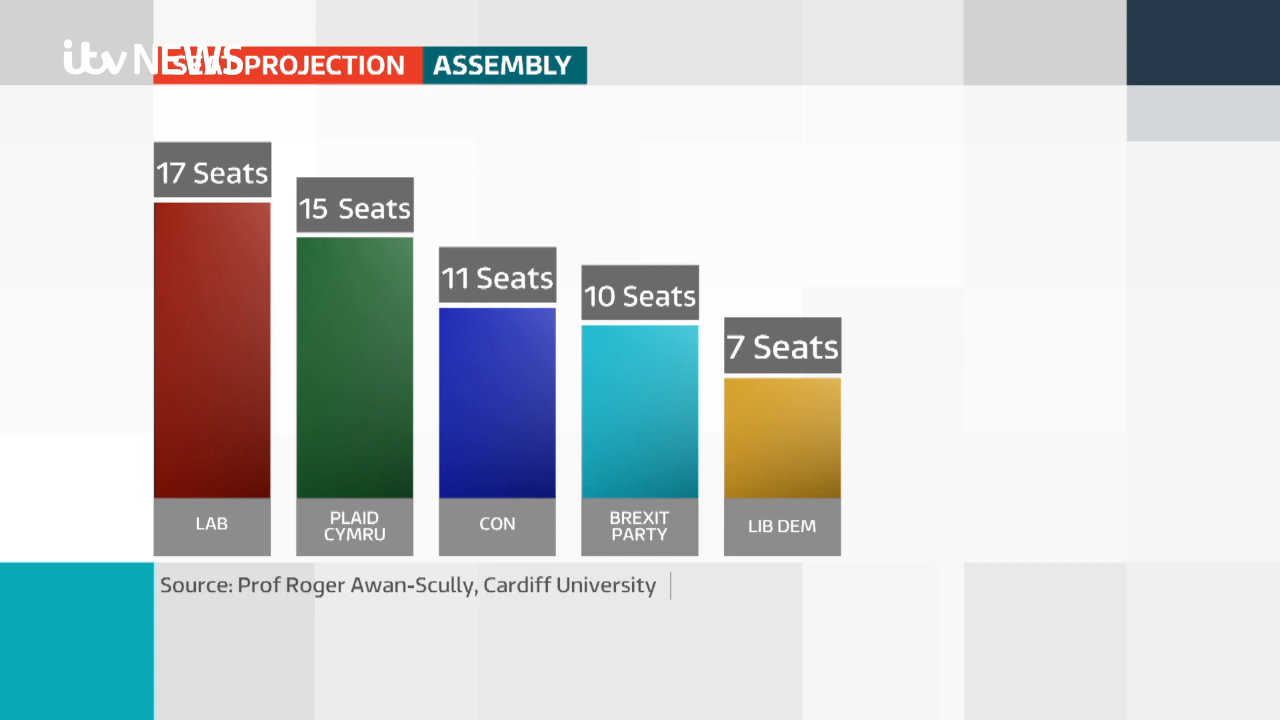 itv NEWS
SEAT PROJECTION ASSEMBLY
17 Seats
15 Seats
11 Seats
10 Seats
7 Seats
LAB
PLAID
CYMRU
CON
BREXIT
PARTY
LIB DEM
Source: Prof Roger Awan-Scully, Cardiff University